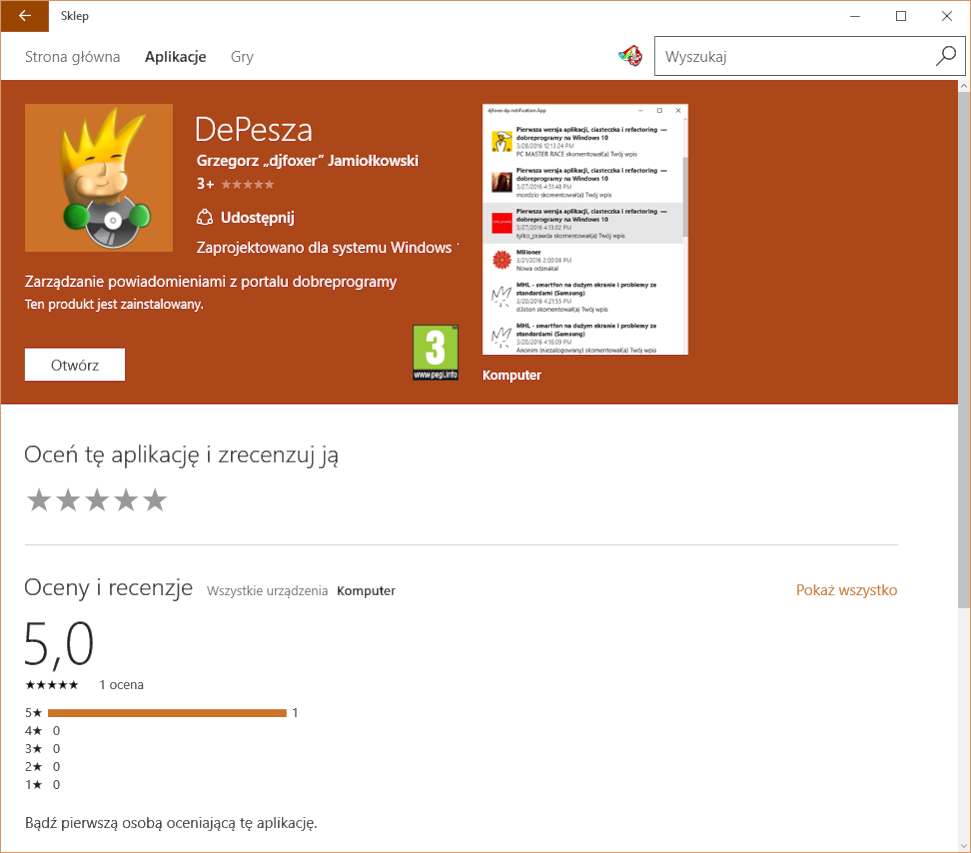 Sklep
Strona główna Aplikacje Gry
Wyszukaj
DePesza
Grzegorz „djfoxer” Jamiołkowski
3+
Udostępnij
Zaprojektowano dla systemu Windows
Zarządzanie powiadomieniami z portalu dobreprogramy
Ten produkt jest zainstalowany.
Otwórz
3
www.pegi.info
djfoxer.dp.notification.App
Pierwsza wersja aplikacji, ciasteczka i refactoring —
dobreprogramy na Windows 10
3/28/2016 12:13:24 PM
PC MASTER RACE skomentował(a) Twój wpis
Pierwsza wersja aplikacji, ciasteczka i refactoring —
dobreprogramy na Windows 10
3/27/2016 4:51:48 PM
mordzio skomentował(a) Twój wpis
Pierwsza wersja aplikacji, ciasteczka i refactoring —
dobreprogramy na Windows 10
3/27/2016 4:13:02 PM
tylko_prawda skomentował(a) Twój wpis
Milioner
3/21/2016 2:00:08 PM
Nowa odznaka!
MHL - smartfon na dużym ekranie i problemy ze
standardami (Samsung)
3/20/2016 4:21:55 PM
d3ston skomentował(a) Twój wpis
MHL - smartfon na dużym ekranie i problemy ze
standardami (Samsung)
3/20/2016 4:16:09 PM
Anonim (niezalogowany) skomentował(a) Twój wpis
Komputer
Oceń tę aplikację i zrecenzuj ją
Oceny i recenzje Wszystkie urządzenia Komputer Pokaż wszystko
5,0
★★★★★ 1 ocena
5★ 1
4★ 0
3★ 0
2★ 0
1★ 0
Bądź pierwszą osobą oceniającą tę aplikację.